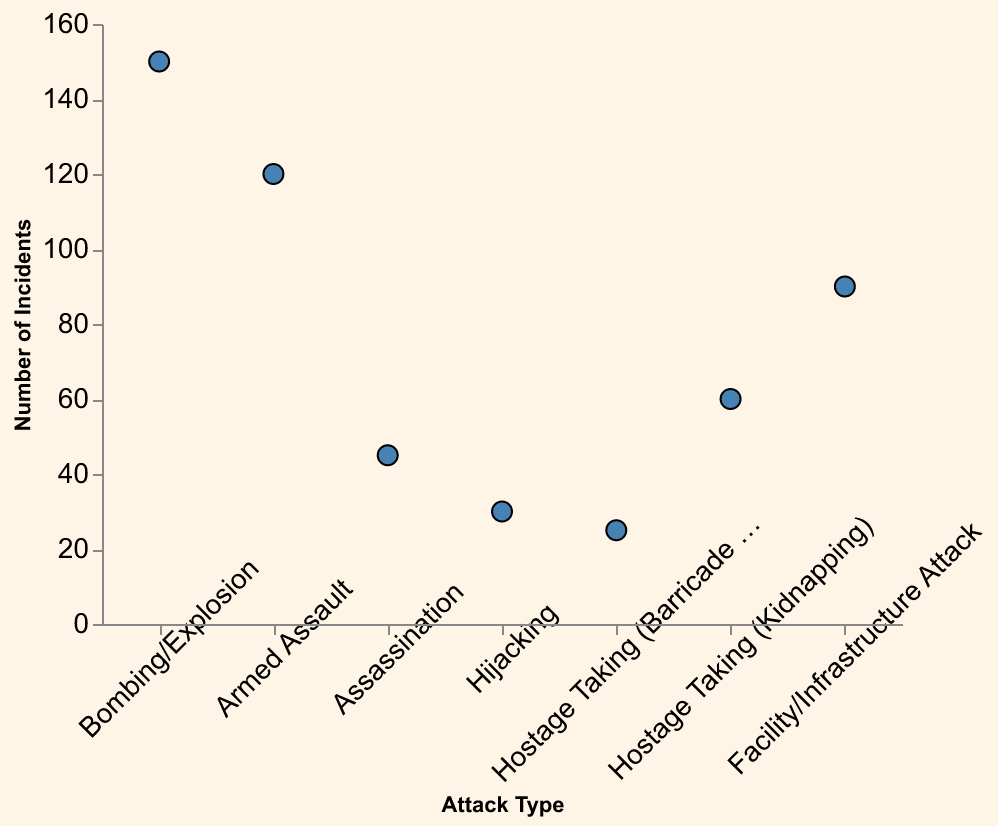 160
140
120
100
80
60
40
20
0
Number of Incidents
Bombing/Explosion
Armed Assault
Assassination
Hijacking
Hostage Taking (Barricade …
Hostage Taking (Kidnapping)
Facility/Infrastructure Attack
Attack Type